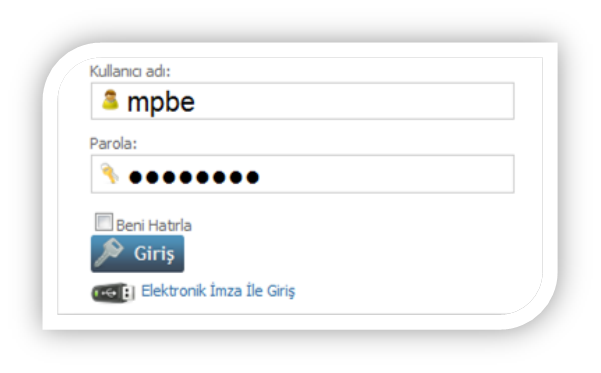 Kullanıcı adı:
mpbe
Parola:
●●●●●●●●
Beni Hatırla
Giriş
Elektronik İmza İle Giriş